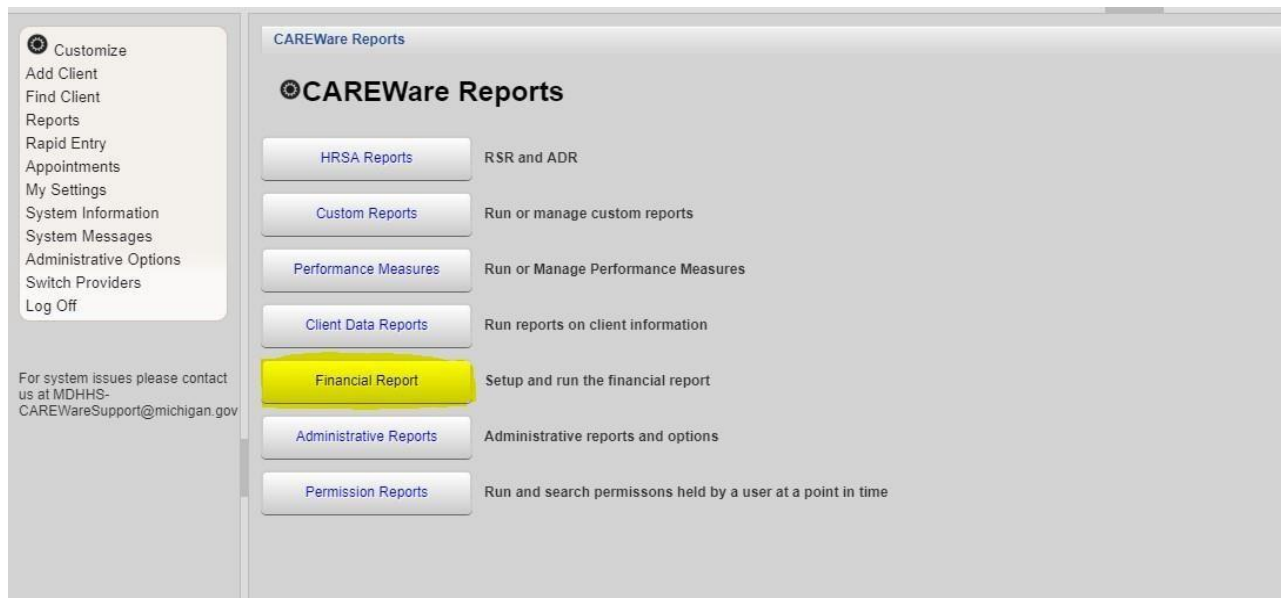 Customize
Add Client
Find Client
Reports
Rapid Entry
Appointments
My Settings
System Information
System Messages
Administrative Options
Switch Providers
Log Off
For system issues please contact
us at MDHHS-
CAREWareSupport@michigan.gov
CAREWare Reports
CAREWare Reports
HRSA Reports RSR and ADR
Custom Reports Run or manage custom reports
Performance Measures Run or Manage Performance Measures
Client Data Reports Run reports on client information
Financial Report Setup and run the financial report
Administrative Reports Administrative reports and options
Permission Reports Run and search permissons held by a user at a point in time